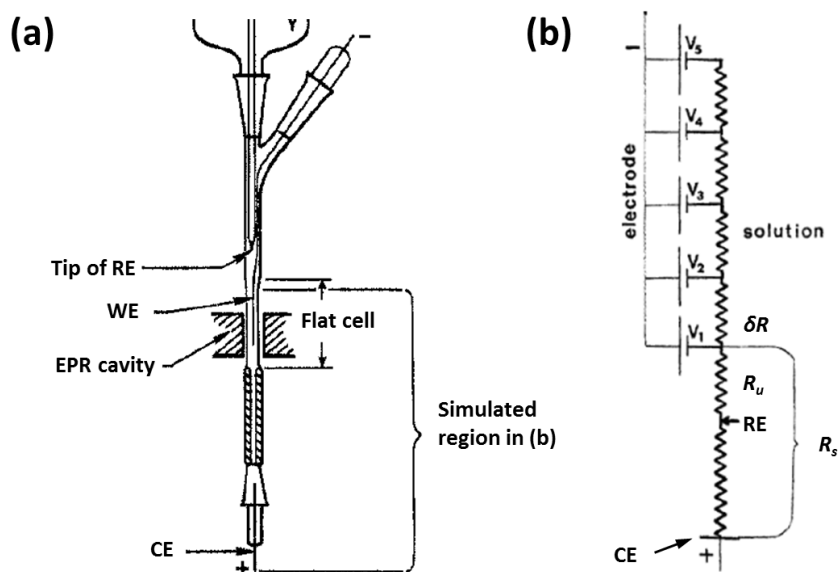 (a)
Y
−
Tip of RE
WE
Flat cell
EPR cavity
Simulated
region in (b)
CE
+
(b)
−
V5
V4
V3
V2
V1
electrode
solution
δR
Ru
RE
Rs
CE
+